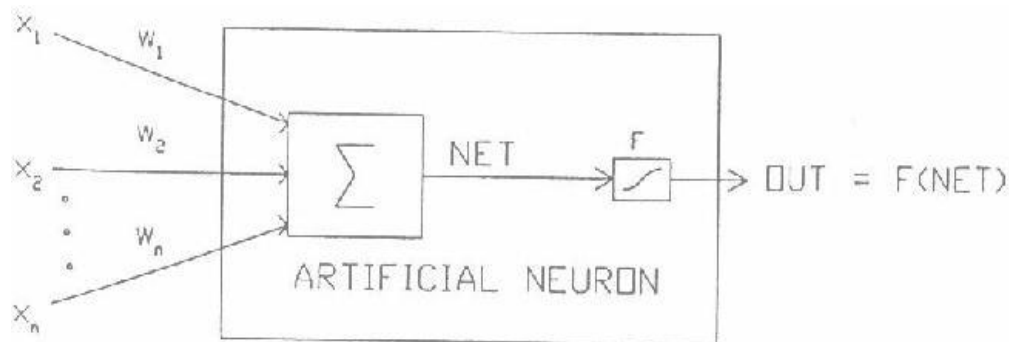 X₁
W₁
W₂
X₂
Wₙ
Xₙ
Σ
NET
F
OUT = F(NET)
ARTIFICIAL NEURON